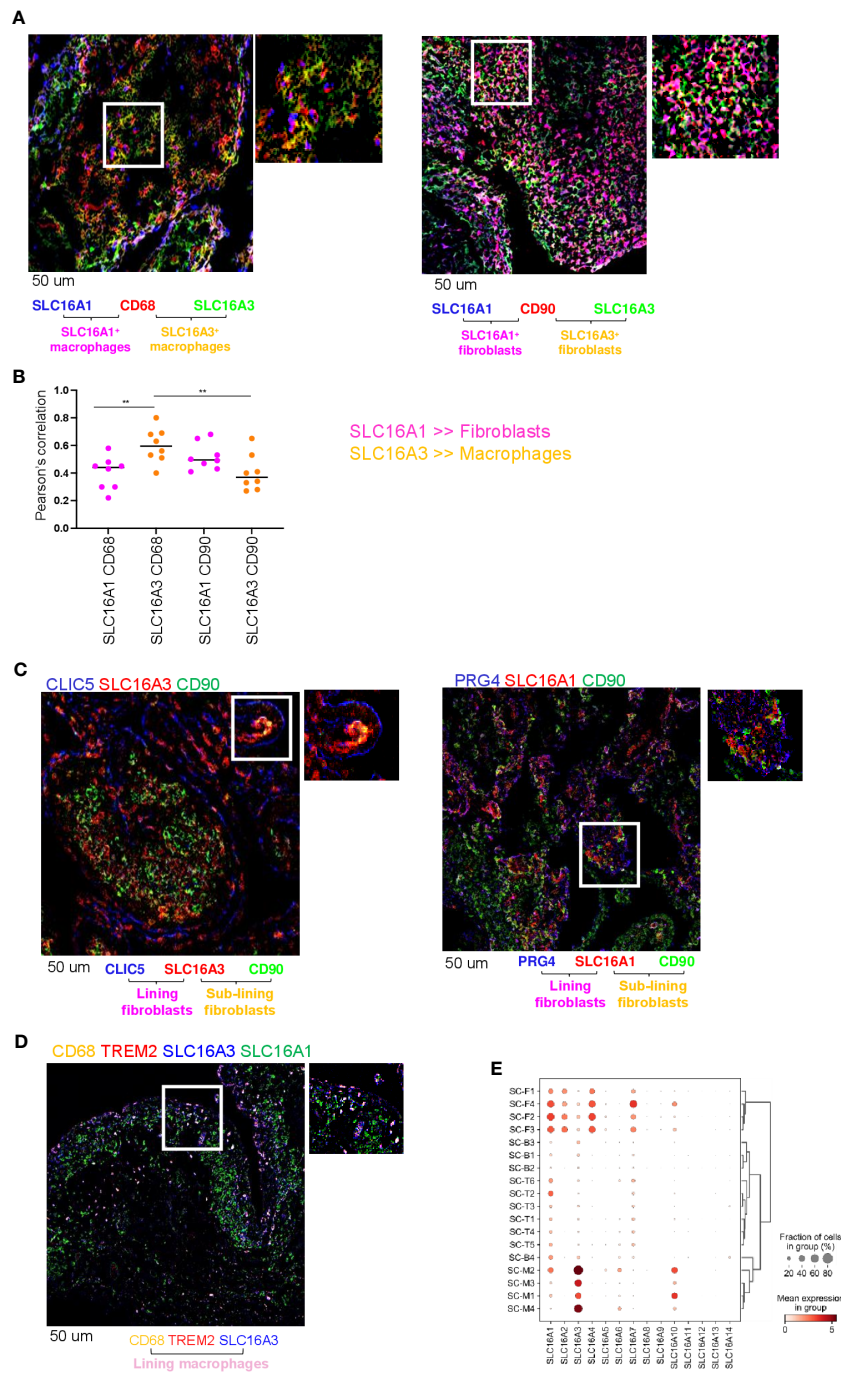 A
50 um
SLC16A1 CD68 SLC16A3
SLC16A1+ macrophages
SLC16A3+ macrophages
50 um
SLC16A1 CD90 SLC16A3
SLC16A1+ fibroblasts
SLC16A3+ fibroblasts
B
Pearson's correlation
1.0
0.8
0.6
0.4
0.2
0.0
**
**
SLC16A1 CD68
SLC16A3 CD68
SLC16A1 CD90
SLC16A3 CD90
SLC16A1 >> Fibroblasts
SLC16A3 >> Macrophages
C
CLIC5 SLC16A3 CD90
50 um
CLIC5 SLC16A3 CD90
Lining fibroblasts
Sub-lining fibroblasts
PRG4 SLC16A1 CD90
50 um
PRG4 SLC16A1 CD90
Lining fibroblasts
Sub-lining fibroblasts
D
CD68 TREM2 SLC16A3 SLC16A1
50 um
CD68 TREM2 SLC16A3
Lining macrophages
E
SC-F1
SC-F4
SC-F2
SC-F3
SC-B3
SC-B1
SC-B2
SC-T6
SC-T2
SC-T3
SC-T1
SC-T4
SC-T5
SC-B4
SC-M2
SC-M3
SC-M1
SC-M4
SLC16A1
SLC16A2
SLC16A3
SLC16A4
SLC16A5
SLC16A6
SLC16A7
SLC16A8
SLC16A9
SLC16A10
SLC16A11
SLC16A12
SLC16A13
SLC16A14
Fraction of cells
in group (%)
20 40 60 80
Mean expression
in group
0 5